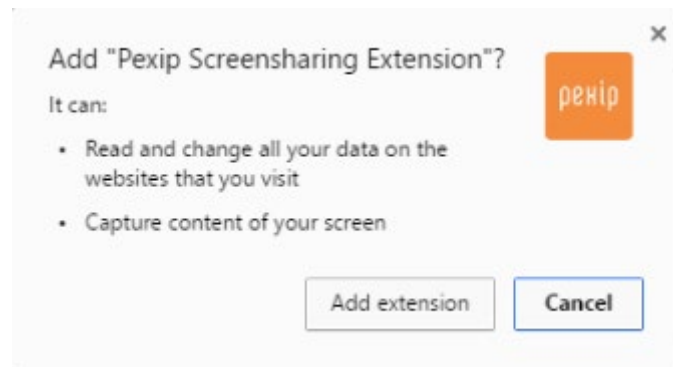 Add "Pexip Screensharing Extension"?
pexip
It can:
• Read and change all your data on the
websites that you visit
• Capture content of your screen
Add extension
Cancel